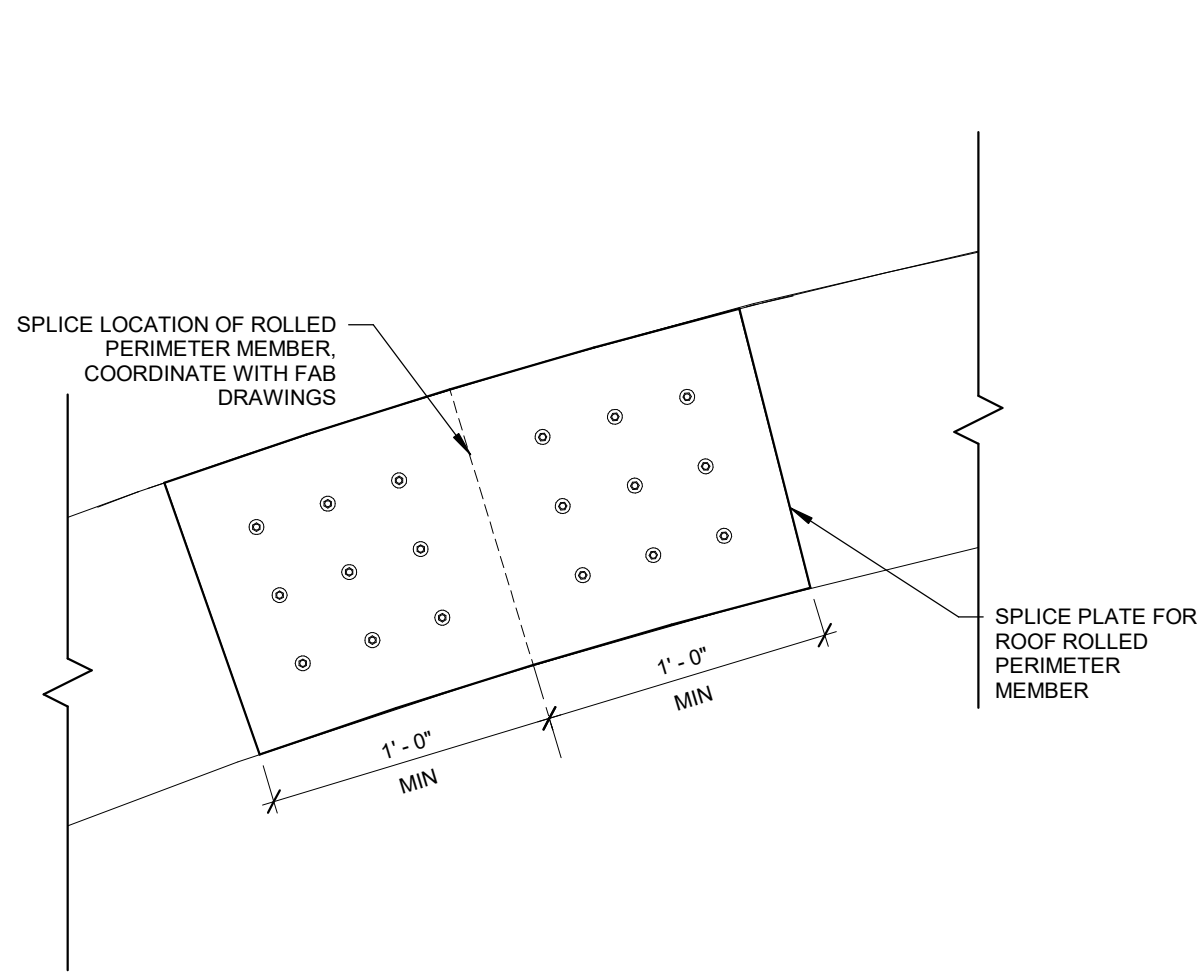 SPLICE LOCATION OF ROLLED
PERIMETER MEMBER,
COORDINATE WITH FAB
DRAWINGS
SPLICE PLATE FOR
ROOF ROLLED
PERIMETER
MEMBER
1' - 0"
MIN
1' - 0"
MIN